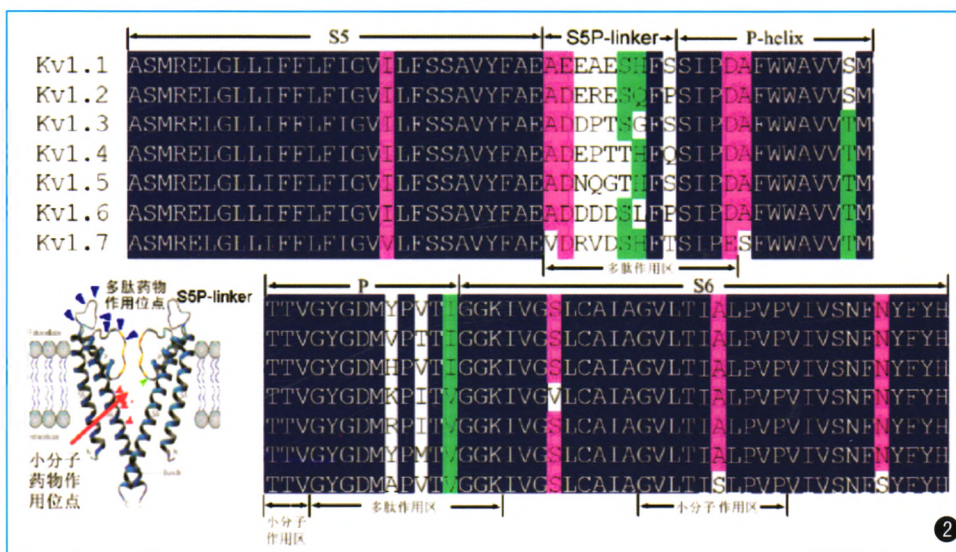 S5 S5P-linker P-helix
Kv1.1 ASMRELGLLIFFLFIGVILFSSAVYFAEAEEAESHFSSIPDAFWWAVVSM
Kv1.2 ASMRELGLLIFFLFIGVILFSSAVYFAEADERESQFPSIPDAFWWAVVSM
Kv1.3 ASMRELGLLIFFLFIGVILFSSAVYFAEADDPTSGFSSIPDAFWWAVVTM
Kv1.4 ASMRELGLLIFFLFIGVILFSSAVYFAEADEPTTHFQSIPDAFWWAVVTM
Kv1.5 ASMRELGLLIFFLFIGVILFSSAVYFAEADNQGTHFSSIPDAFWWAVVTM
Kv1.6 ASMRELGLLIFFLFIGVILFSSAVYFAEADDDDSLFPSIPDAFWWAVVTM
Kv1.7 ASMRELGLLIFFLFIGVVLFSSAVYFAEVDRVDSHFTSIPESFWWAVVTM
多肽作用区
多肽药物
作用位点
S5P-linker
小分子
药物作
用位点
P S6
TTVGYGDMYPVTIGGKIVGSLCAIAGVLTIALPVPVIVSNFNYFYH
TTVGYGDMVPTTIGGKIVGSLCAIAGVLTIALPVPVIVSNFNYFYH
TTVGYGDMHPVTIGGKIVGSLCAIAGVLTIALPVPVIVSNFNYFYH
TTVGYGDMKPITVGGKIVGVLCAIAGVLTIALPVPVIVSNFNYFYH
TTVGYGDMRPITVGGKIVGSLCAIAGVLTIALPVPVIVSNFNYFYH
TTVGYGDMYPMTVGGKIVGSLCAIAGVLTIALPVPVIVSNFNYFYH
TTVGYGDMAPVTVGGKIVGSLCAIAGVLTISLPVPVIVSNFSYFYH
小分子
作用区
多肽作用区 小分子作用区
2